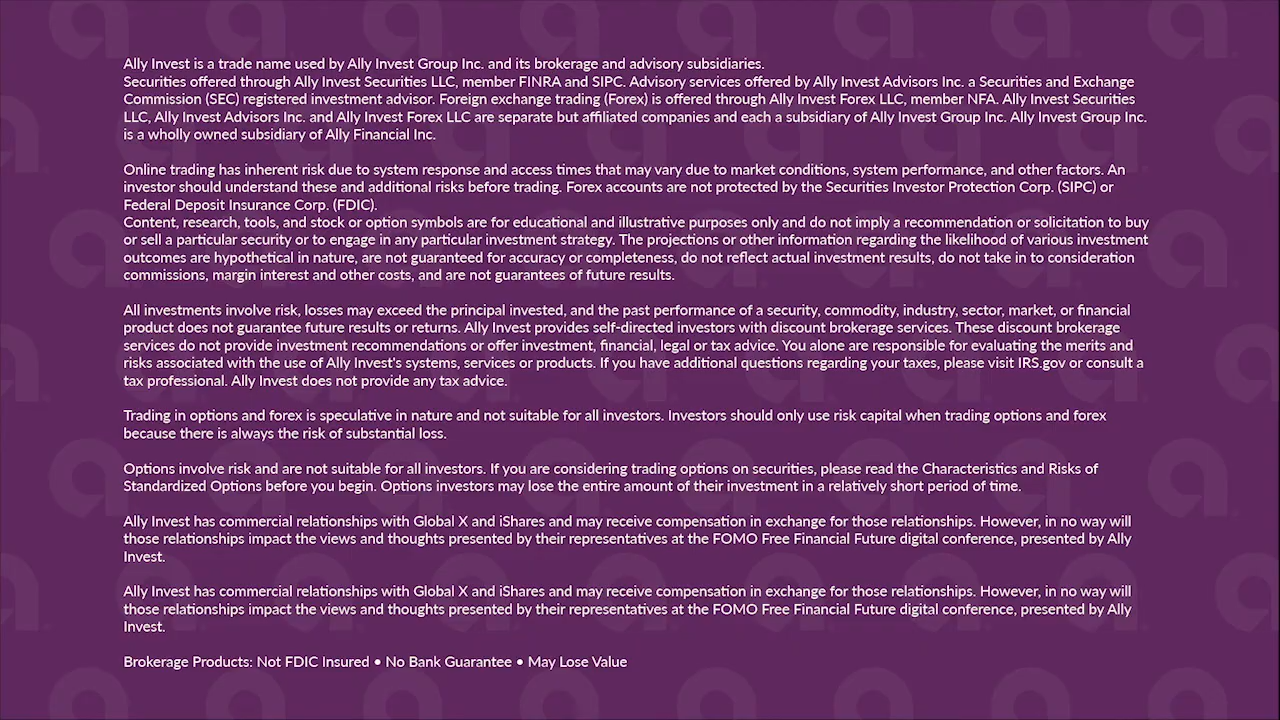 Ally Invest is a trade name used by Ally Invest Group Inc. and its brokerage and advisory subsidiaries.
Securities offered through Ally Invest Securities LLC, member FINRA and SIPC. Advisory services offered by Ally Invest Advisors Inc. a Securities and Exchange
Commission (SEC) registered investment advisor. Foreign exchange trading (Forex) is offered through Ally Invest Forex LLC, member NFA. Ally Invest Securities
LLC, Ally Invest Advisors Inc. and Ally Invest Forex LLC are separate but affiliated companies and each a subsidiary of Ally Invest Group Inc. Ally Invest Group Inc.
is a wholly owned subsidiary of Ally Financial Inc.
Online trading has inherent risk due to system response and access times that may vary due to market conditions, system performance, and other factors. An
investor should understand these and additional risks before trading. Forex accounts are not protected by the Securities Investor Protection Corp. (SIPC) or
Federal Deposit Insurance Corp. (FDIC).
Content, research, tools, and stock or option symbols are for educational and illustrative purposes only and do not imply a recommendation or solicitation to buy
or sell a particular security or to engage in any particular investment strategy. The projections or other information regarding the likelihood of various investment
outcomes are hypothetical in nature, are not guaranteed for accuracy or completeness, do not reflect actual investment results, do not take in to consideration
commissions, margin interest and other costs, and are not guarantees of future results.
All investments involve risk, losses may exceed the principal invested, and the past performance of a security, commodity, industry, sector, market, or financial
product does not guarantee future results or returns. Ally Invest provides self-directed investors with discount brokerage services. These discount brokerage
services do not provide investment recommendations or offer investment, financial, legal or tax advice. You alone are responsible for evaluating the merits and
risks associated with the use of Ally Invest's systems, services or products. If you have additional questions regarding your taxes, please visit IRS.gov or consult a
tax professional. Ally Invest does not provide any tax advice.
Trading in options and forex is speculative in nature and not suitable for all investors. Investors should only use risk capital when trading options and forex
because there is always the risk of substantial loss.
Options involve risk and are not suitable for all investors. If you are considering trading options on securities, please read the Characteristics and Risks of
Standardized Options before you begin. Options investors may lose the entire amount of their investment in a relatively short period of time.
Ally Invest has commercial relationships with Global X and iShares and may receive compensation in exchange for those relationships. However, in no way will
those relationships impact the views and thoughts presented by their representatives at the FOMO Free Financial Future digital conference, presented by Ally
Invest.
Ally Invest has commercial relationships with Global X and iShares and may receive compensation in exchange for those relationships. However, in no way will
those relationships impact the views and thoughts presented by their representatives at the FOMO Free Financial Future digital conference, presented by Ally
Invest.
Brokerage Products: Not FDIC Insured • No Bank Guarantee • May Lose Value